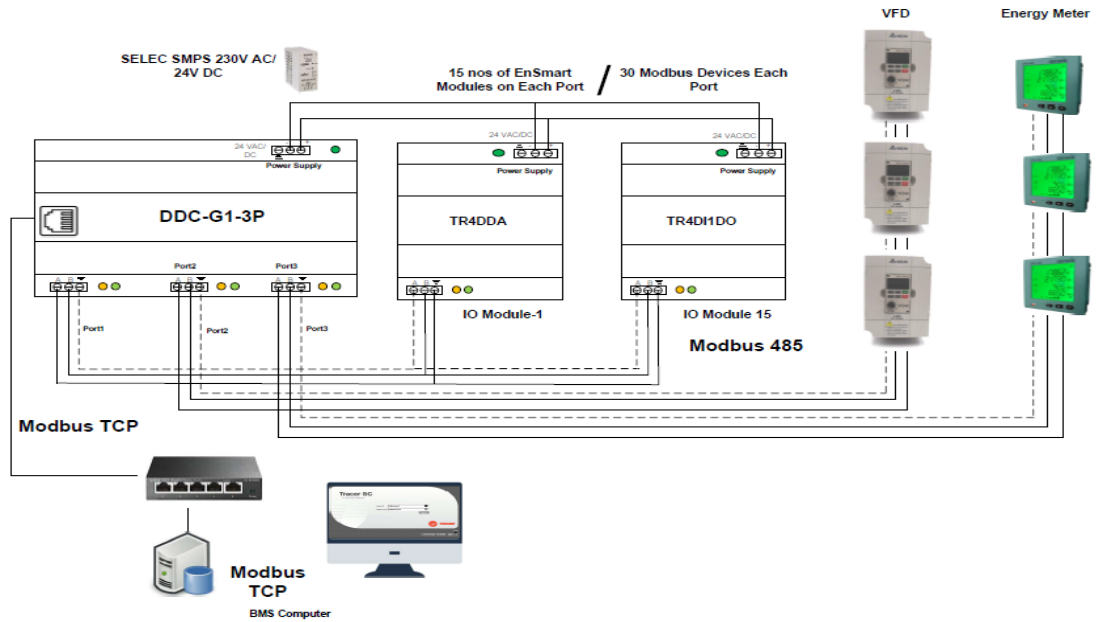 VFD
Energy Meter
SELEC SMPS 230V AC/
24V DC
15 nos of EnSmart
Modules on Each Port
/
30 Modbus Devices Each
Port
24 VAC/
DC
+
Power Supply
24 VAC/DC
- +
Power Supply
24 VAC/DC
- +
Power Supply
DDC-G1-3P
TR4DDA
TR4DI1DO
Port2
Port3
A B
A B
A B
A B
A B
Port1
Port2
Port3
IO Module-1
IO Module 15
Modbus 485
Modbus TCP
Tracer SC
Modbus
TCP
BMS Computer